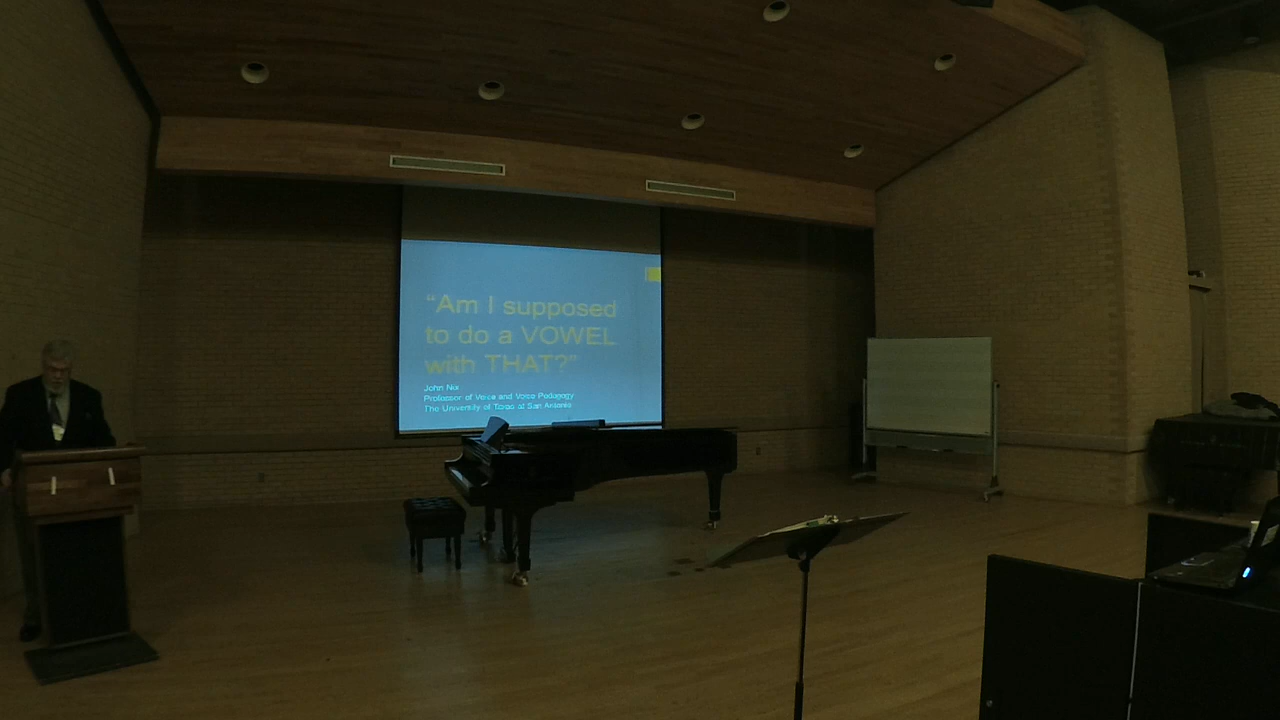 “Am I supposed
to do a VOWEL
with THAT?”
John Nix
Professor of Voice and Voice Pedagogy
The University of Texas at San Antonio